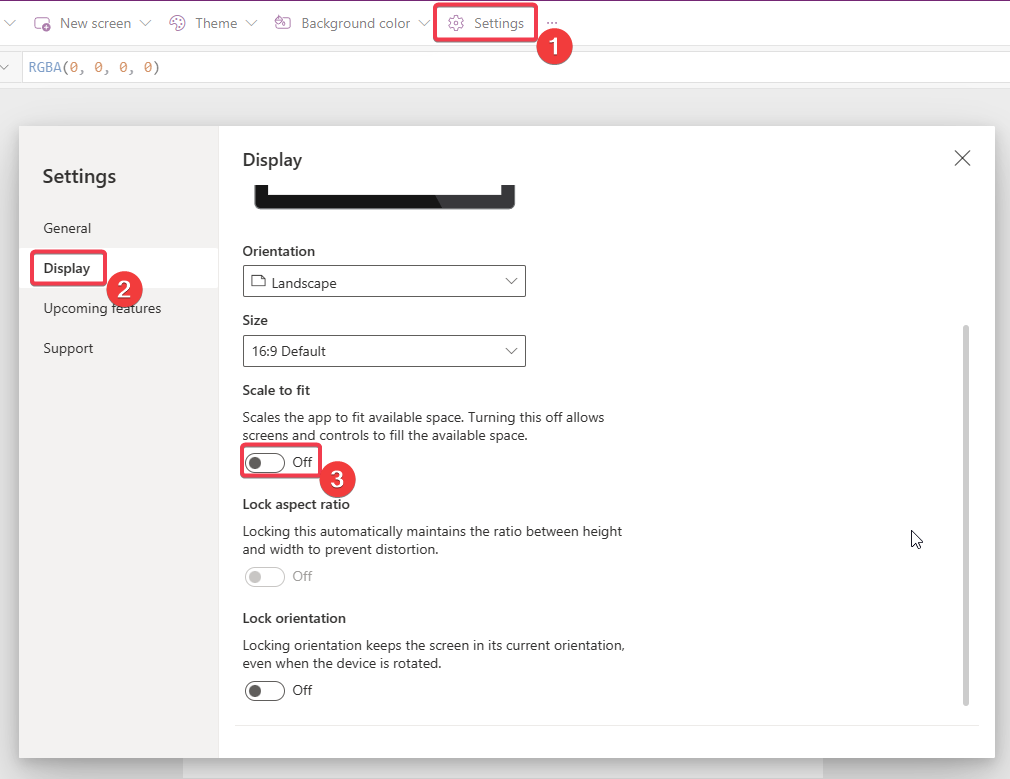 New screen Theme Background color Settings ...
1
RGBA(0, 0, 0, 0)
Settings
General
Display
2
Upcoming features
Support
Display
Orientation
Landscape
Size
16:9 Default
Scale to fit
Scales the app to fit available space. Turning this off allows
screens and controls to fill the available space.
Off
3
Lock aspect ratio
Locking this automatically maintains the ratio between height
and width to prevent distortion.
Off
Lock orientation
Locking orientation keeps the screen in its current orientation,
even when the device is rotated.
Off